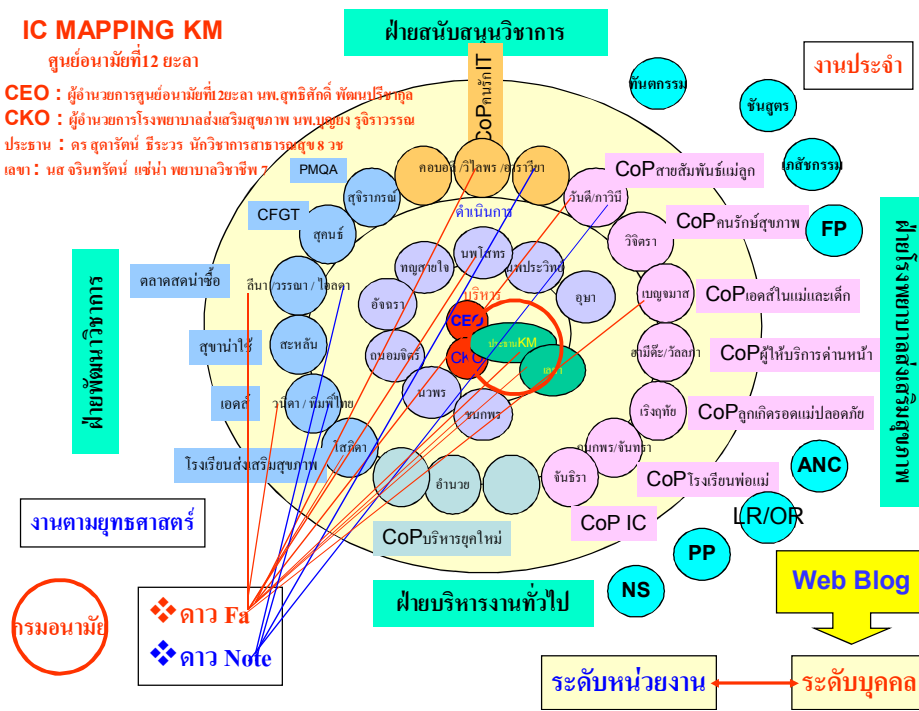 IC MAPPING KM
ศูนย์อนามัยที่12 ยะลา
CEO : ผู้อำนวยการศูนย์อนามัยที่12ยะลา นพ.สุทธิศักดิ์ พัฒนปรีชากุล
CKO : ผู้อำนวยการโรงพยาบาลส่งเสริมสุขภาพ นพ.บุญยง รุจิราวรรณ
ประธาน : ดร สุดารัตน์ ธีระวร นักวิชาการสาธารณสุข 8 วช
เลขา : นส จรินทรัตน์ แซ่น่า พยาบาลวิชาชีพ 7
ฝ่ายสนับสนุนวิชาการ
CoPคนรักIT
งานประจำ
ทันตกรรม
ชันสูตร
เภสัชกรรม
FP
ฝ่ายโรงพยาบาลส่งเสริมสุขภาพ
ฝ่ายพัฒนาวิชาการ
PMQA
สุจิราภรณ์
CFGT
สุคนธ์
ตลาดสดน่าซื้อ
ลีนา /วรรณา / ไฮลดา
สุขาน่าใช้
สะหลัน
เอดส์
วนิดา / พิมพ์ไทย
โรงเรียนส่งเสริมสุขภาพ
โสภิดา
คอบอลี /วิไลพร /อาราวียา
วันดี/ภาวินี
CoPสายสัมพันธ์แม่ลูก
วิจิตรา
CoPคนรักษ์สุขภาพ
เบญจมาส
CoPเอดส์ในแม่และเด็ก
ฮามีด๊ะ/วัลลภา
CoPผู้ให้บริการด่านหน้า
เริงฤทัย
CoPลูกเกิดรอดแม่ปลอดภัย
กนกพร/จันทรา
CoPโรงเรียนพ่อแม่
จันธิรา
CoP IC
ดำเนินการ
นพโสทร
นพประวิทย์
ทญสายใจ
อุษา
อัจฉรา
บริหาร
CEO
CKO
ประธานKM
เลขา
ถนอมจิตร์
นวพร
ชนกพร
อำนวย
CoPบริหารยุคใหม่
ฝ่ายบริหารงานทั่วไป
ANC
LR/OR
PP
NS
งานตามยุทธศาสตร์
กรมอนามัย
❖ ดาว Fa
❖ ดาว Note
Web Blog
ระดับหน่วยงาน
ระดับบุคคล